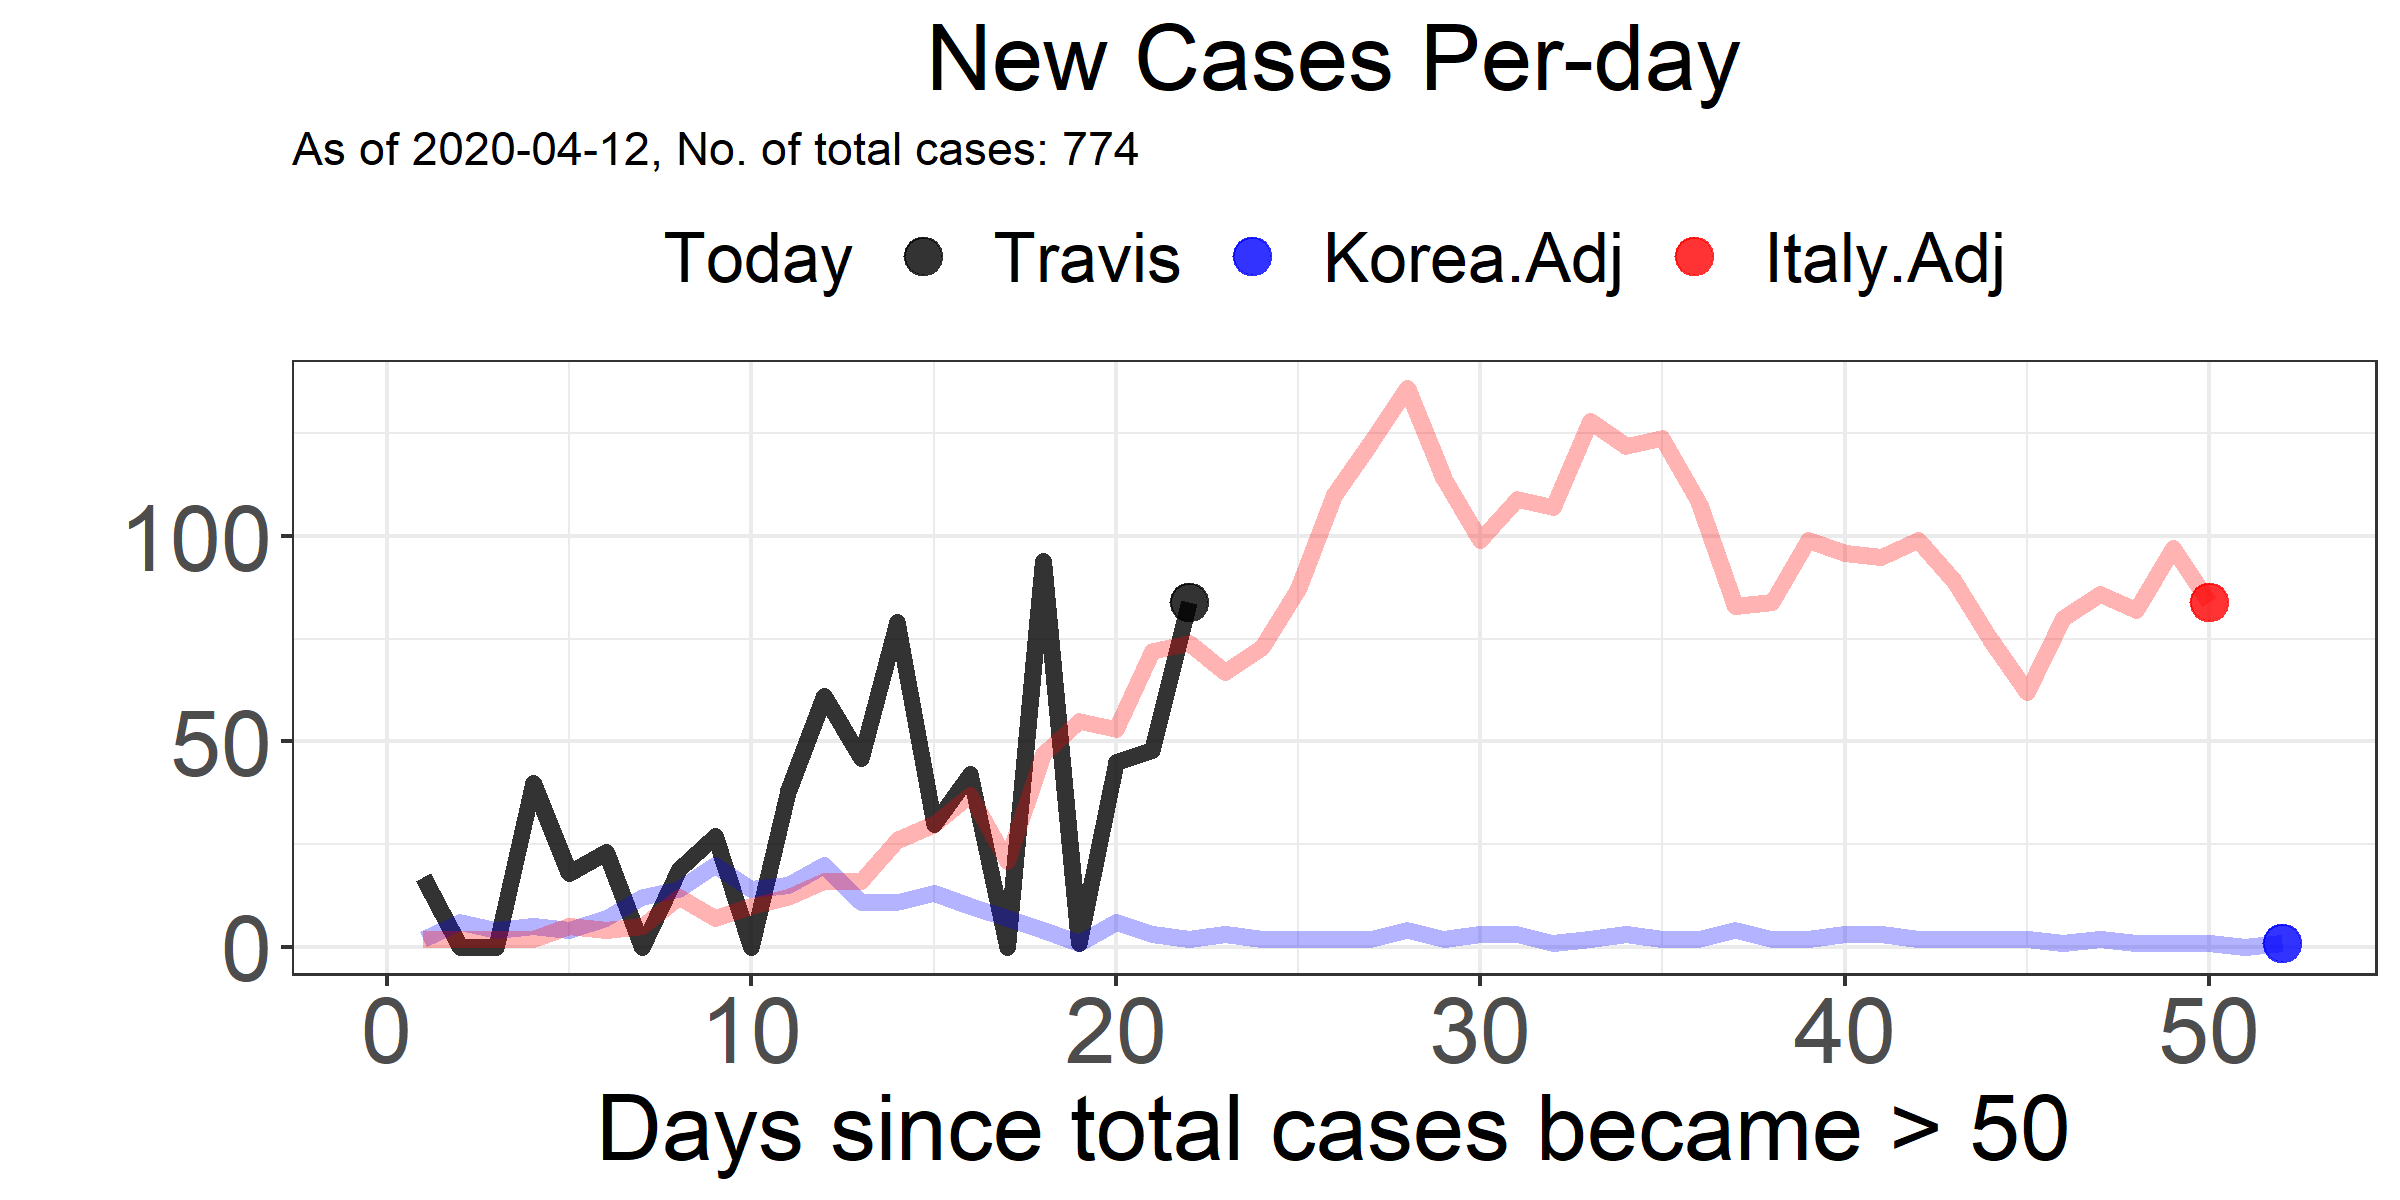 New Cases Per-day
As of 2020-04-12, No. of total cases: 774
Today Travis Korea.Adj Italy.Adj
100
50
0
0 10 20 30 40 50
Days since total cases became > 50